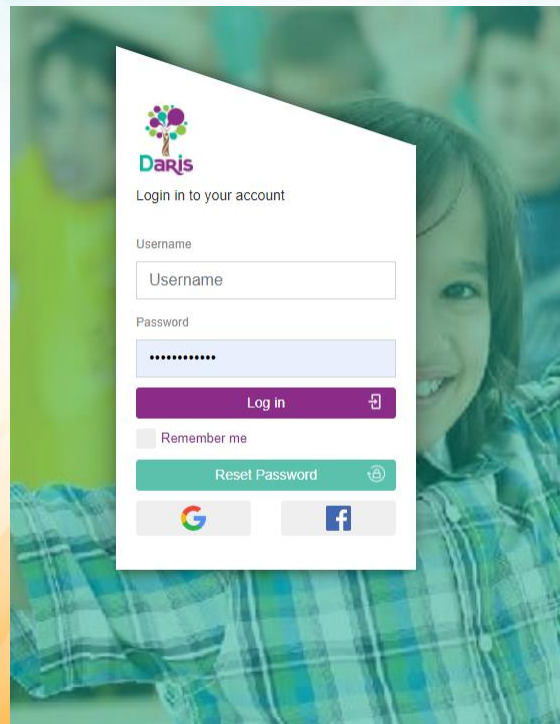 Daris
Login in to your account
Username
Username
Password
Log in
Remember me
Reset Password